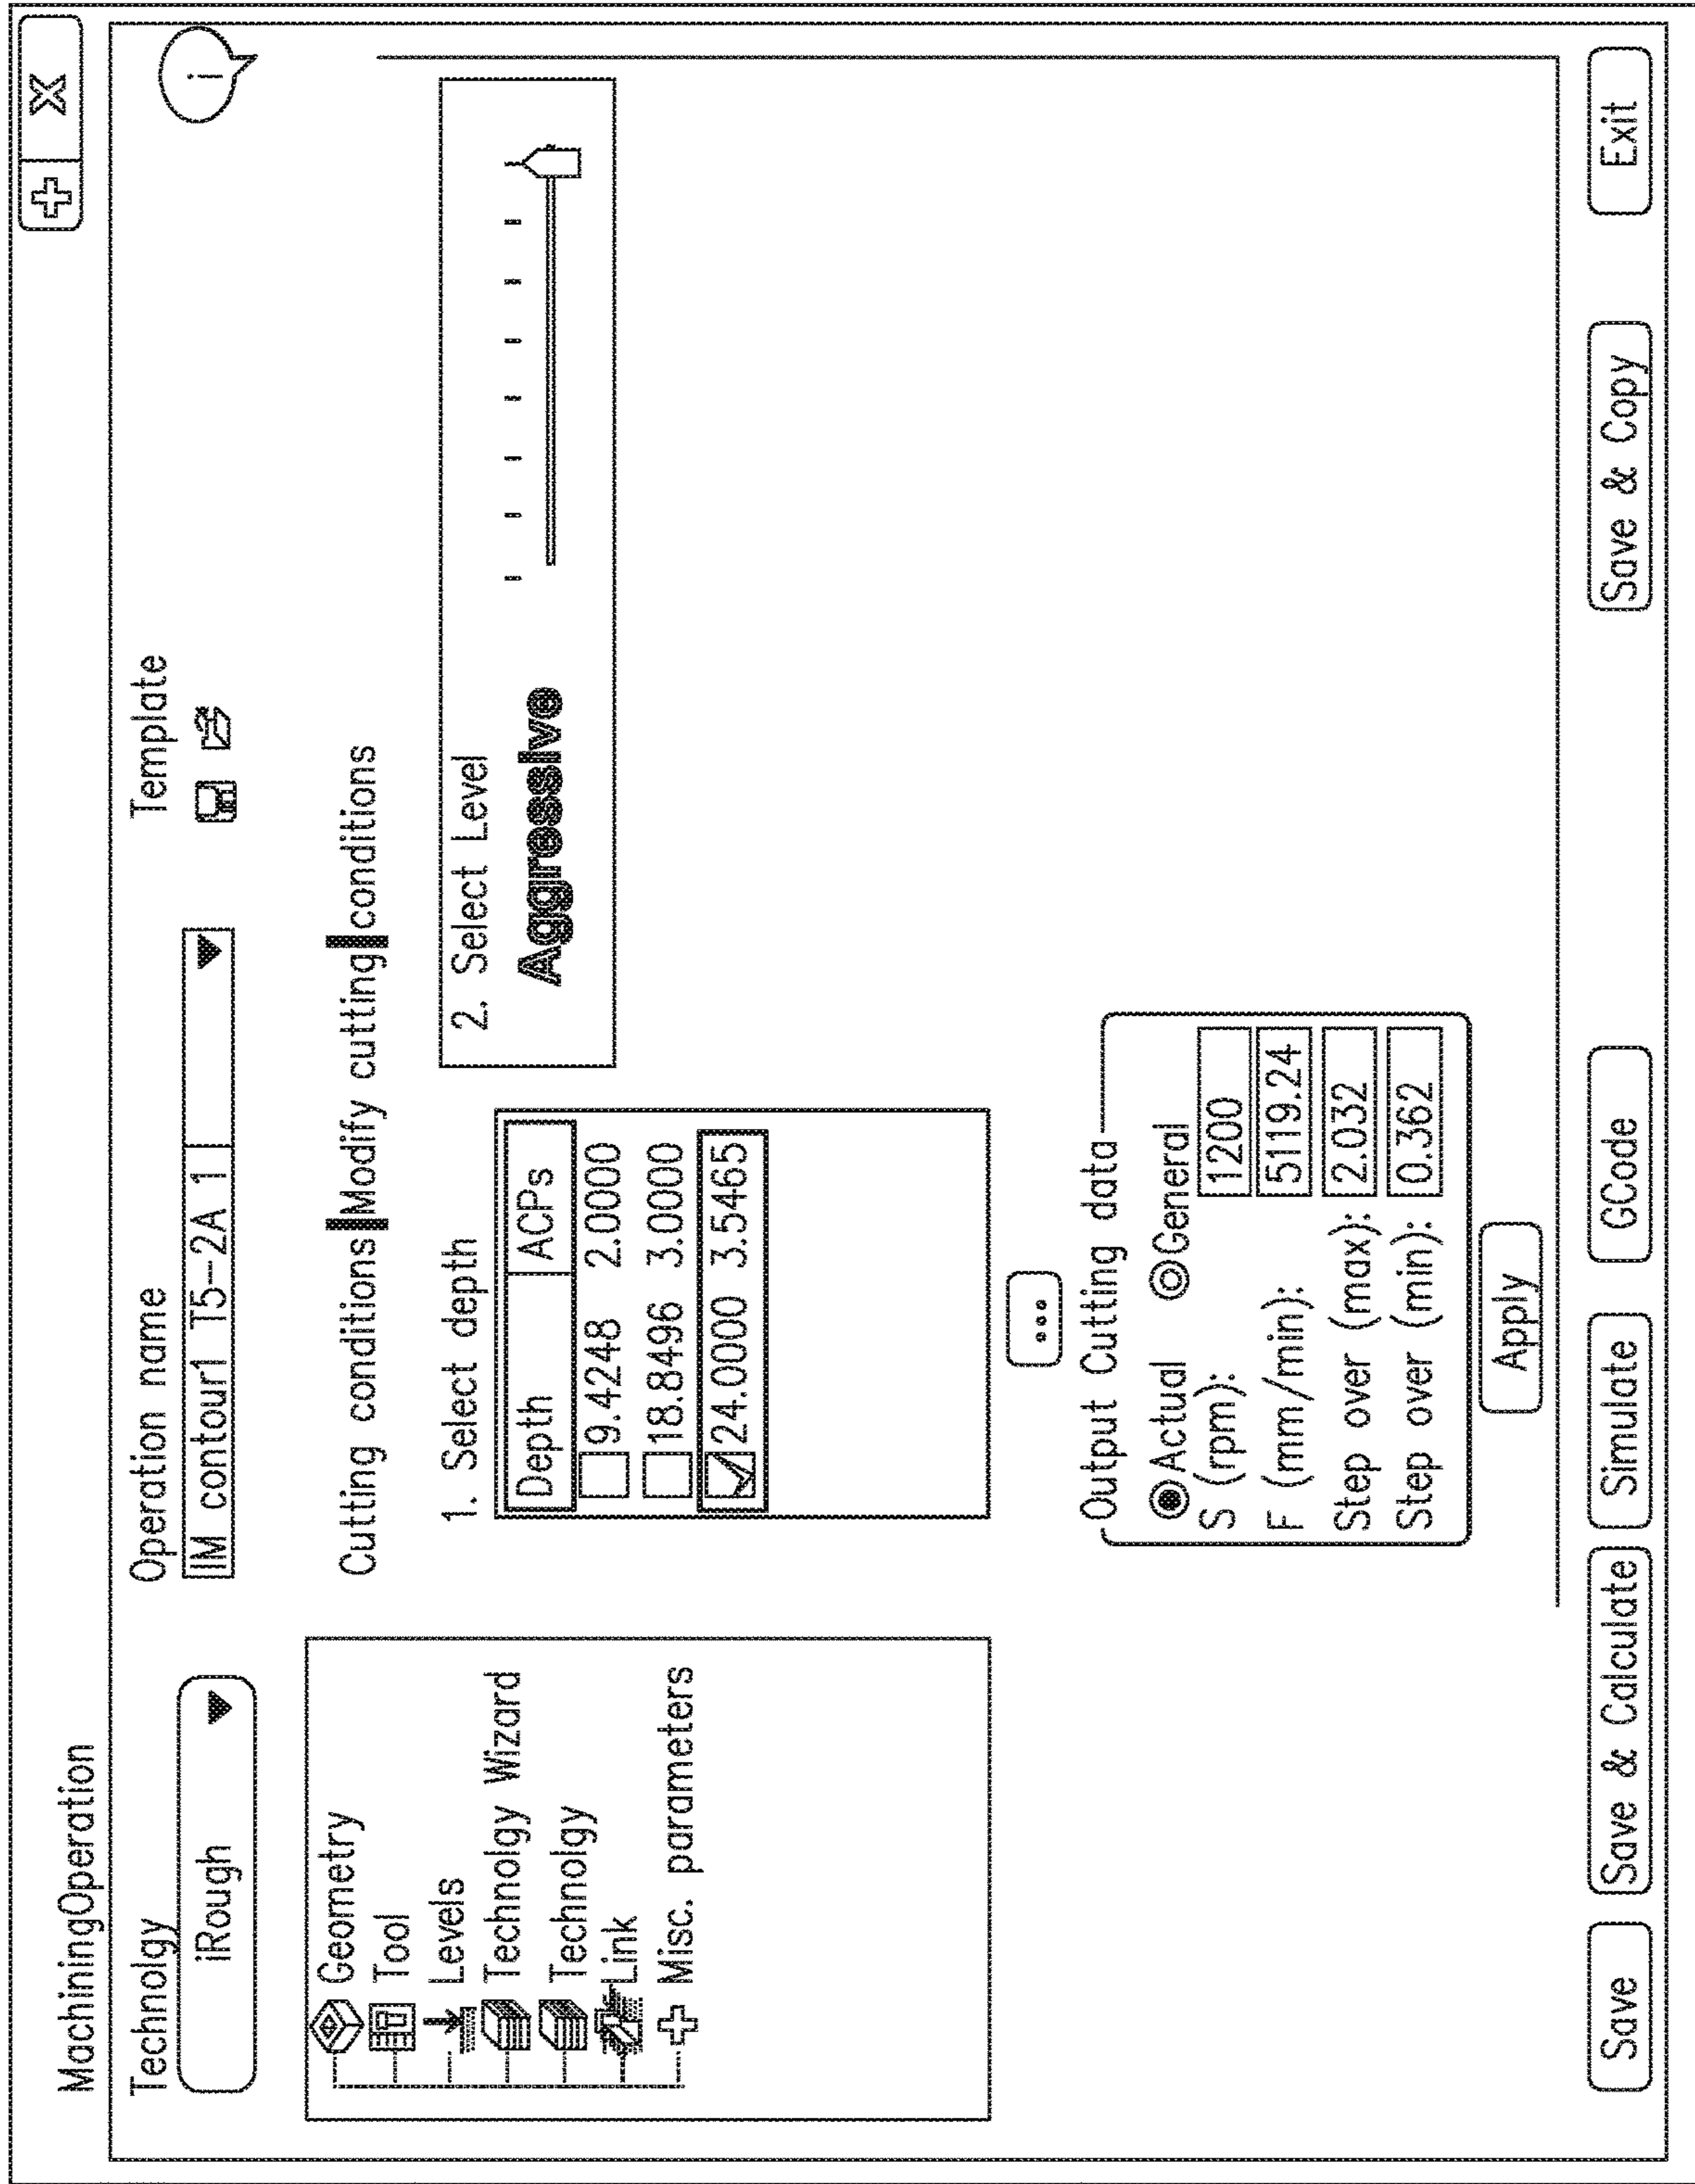 MachiningOperation
+ X
Technology
Operation name
Template
iRough
IM contour1 T5-2A 1
i
Geometry
Tool
Levels
Technology Wizard
Technology
Link
Misc. parameters
Cutting conditions Modify cutting conditions
1. Select depth
Depth ACPs
9.4248 2.0000
18.8496 3.0000
24.0000 3.5465
2. Select Level
Aggressive
...
Output Cutting data
Actual General
S (rpm): 1200
F (mm/min): 5119.24
Step over (max): 2.032
Step over (min): 0.362
Apply
Save
Save & Calculate
Simulate
GCode
Save & Copy
Exit